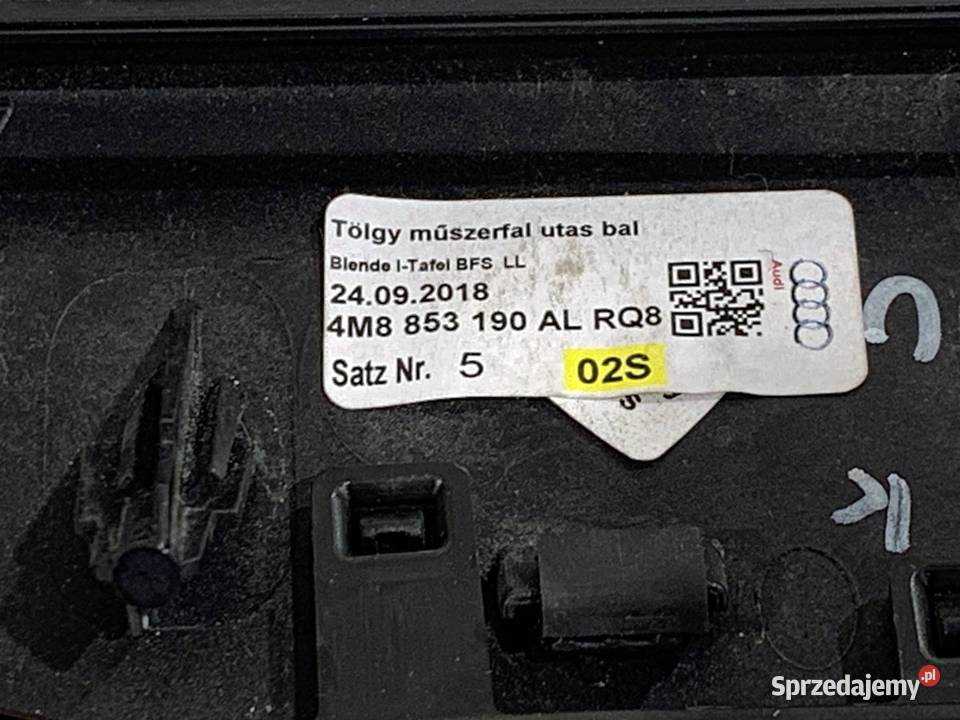 Tölgy műszerfal utas bal
Blende I-Tafel BFS LL
24.09.2018
4M8 853 190 AL RQ8
Satz Nr. 5
02S
Audi
5
C
K
Sprzedajemy.pl